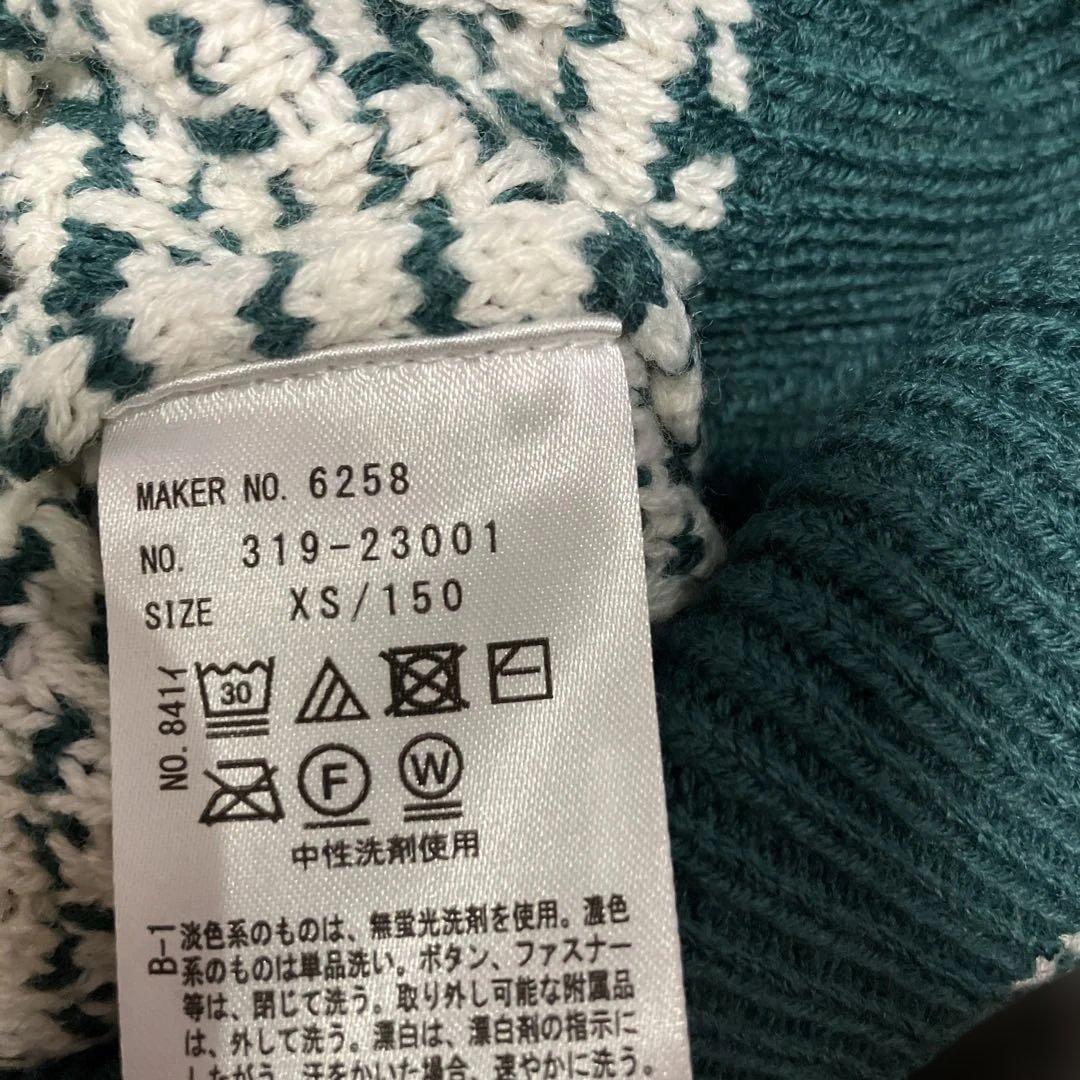 MAKER NO. 6258
NO. 319-23001
SIZE XS/150
NO. 841イ
30
F
W
中性洗剤使用
B-1
淡色系のものは、無蛍光洗剤を使用。濃色
系のものは単品洗い。ボタン、ファスナー
等は、閉じて洗う。取り外し可能な附属品
は、外して洗う。漂白は、漂白剤の指示に
したがう。汗をかいた場合、速やかに洗う。